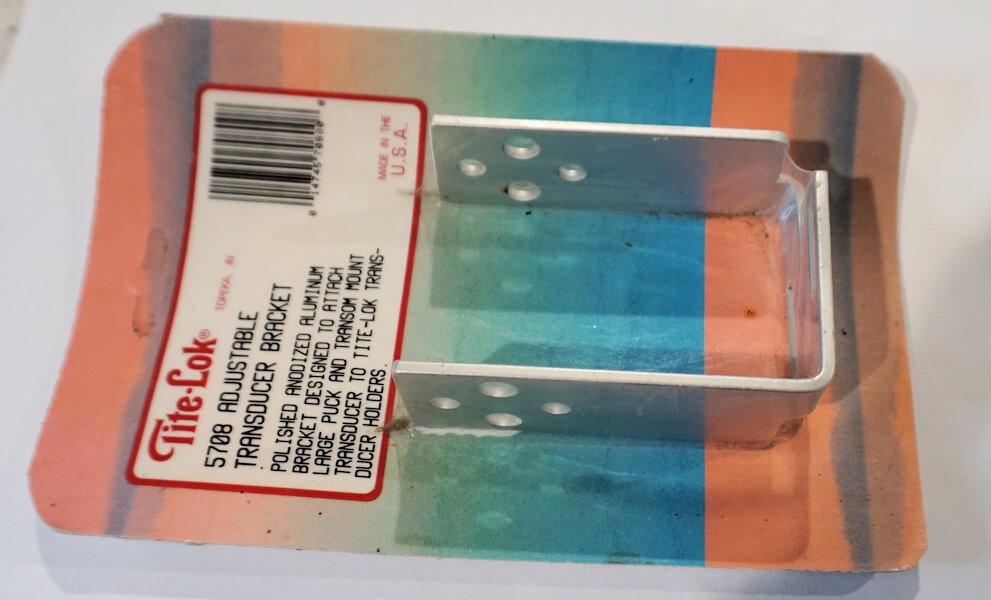 Tite-Lok® TOPEKA, IN
5708 ADJUSTABLE
TRANSDUCER BRACKET
POLISHED ANODIZED ALUMINUM
BRACKET DESIGNED TO ATTACH
LARGE PUCK AND TRANSOM MOUNT
TRANSDUCER TO TITE-LOK TRANS-
DUCER HOLDERS.
MADE IN THE
U.S.A.